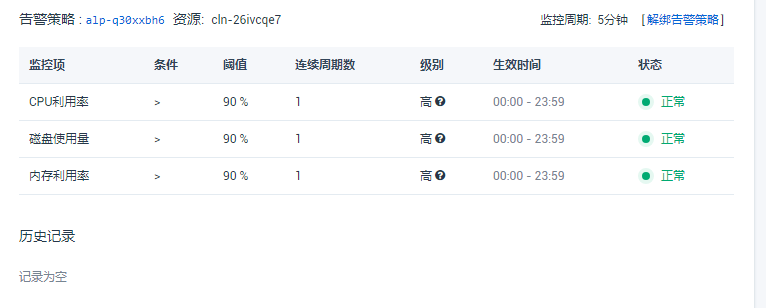 告警策略 : alp-q30xxbh6 资源: cln-26ivcqe7 监控周期: 5分钟 [解绑告警策略]
监控项 条件 阈值 连续周期数 级别 生效时间 状态
CPU利用率 > 90 % 1 高 ? 00:00 - 23:59 正常
磁盘使用量 > 90 % 1 高 ? 00:00 - 23:59 正常
内存利用率 > 90 % 1 高 ? 00:00 - 23:59 正常
历史记录
记录为空